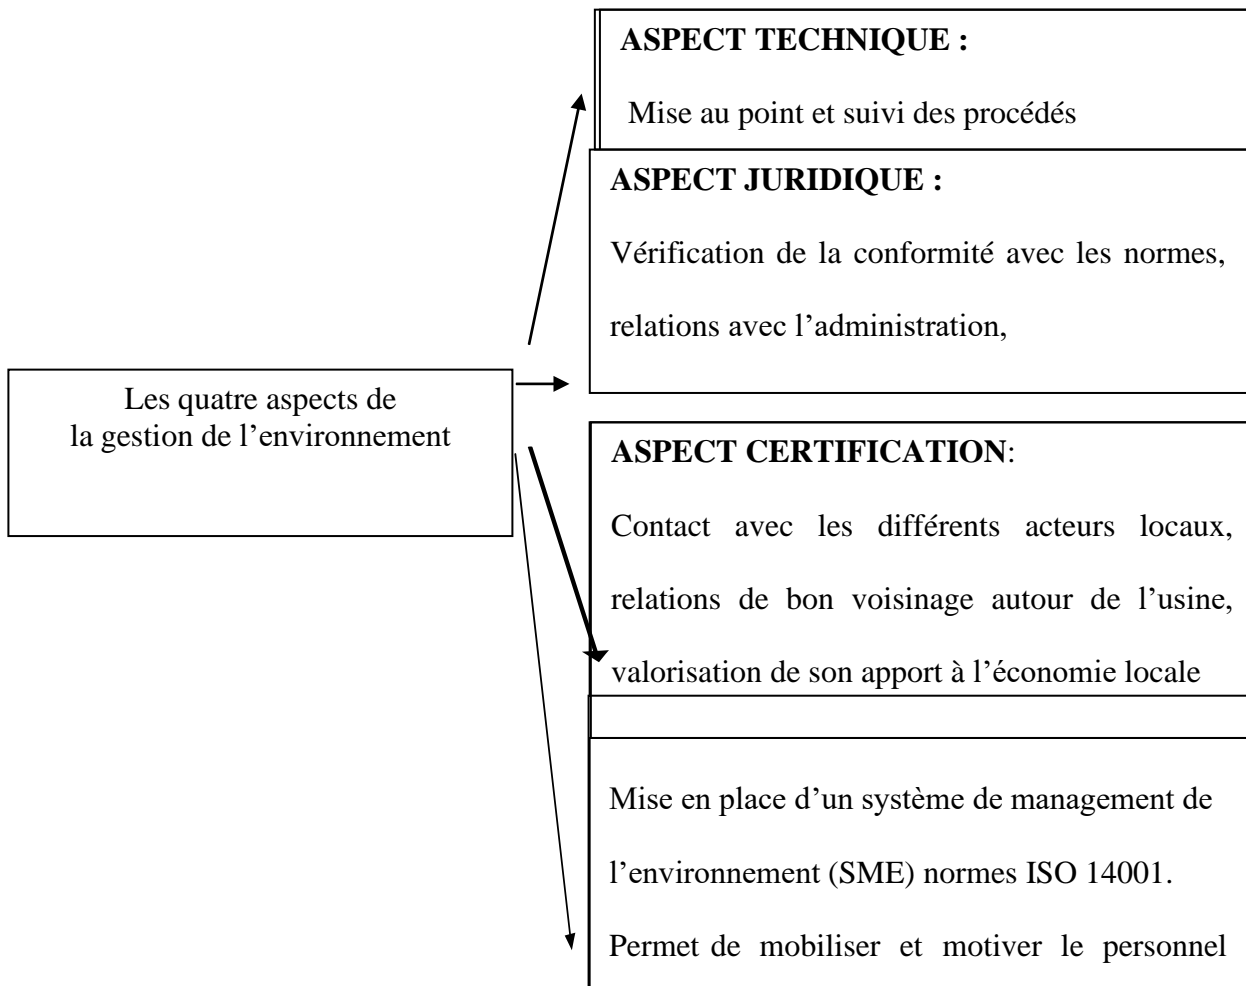 ASPECT TECHNIQUE :
Mise au point et suivi des procédés
ASPECT JURIDIQUE :
Vérification de la conformité avec les normes,
relations avec l’administration,
Les quatre aspects de
la gestion de l’environnement
ASPECT CERTIFICATION:
Contact avec les différents acteurs locaux,
relations de bon voisinage autour de l’usine,
valorisation de son apport à l’économie locale
Mise en place d’un système de management de
l’environnement (SME) normes ISO 14001.
Permet de mobiliser et motiver le personnel